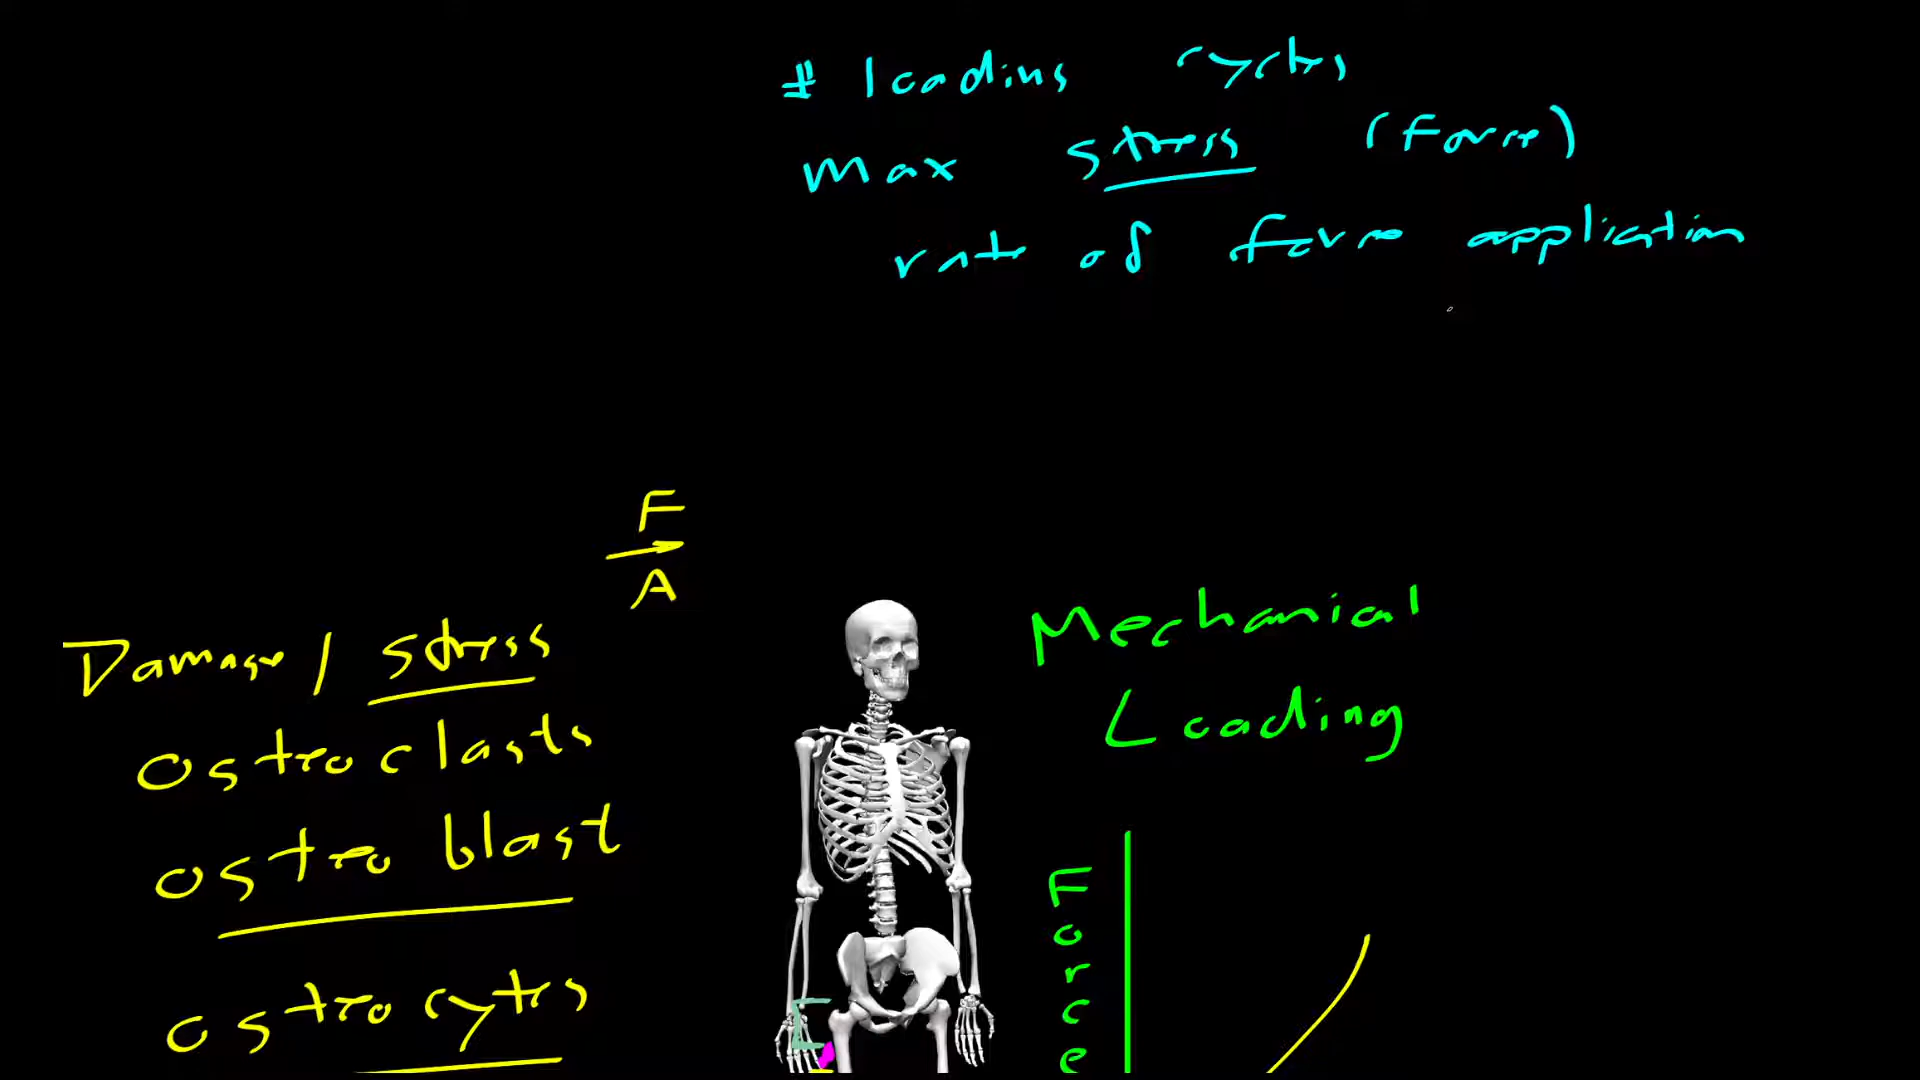 # loading cycles
Max stress (Force)
rate of force application
F
A
Damage / stress
osteoclasts
osteoblast
osteocytes
Mechanical
Loading
Force